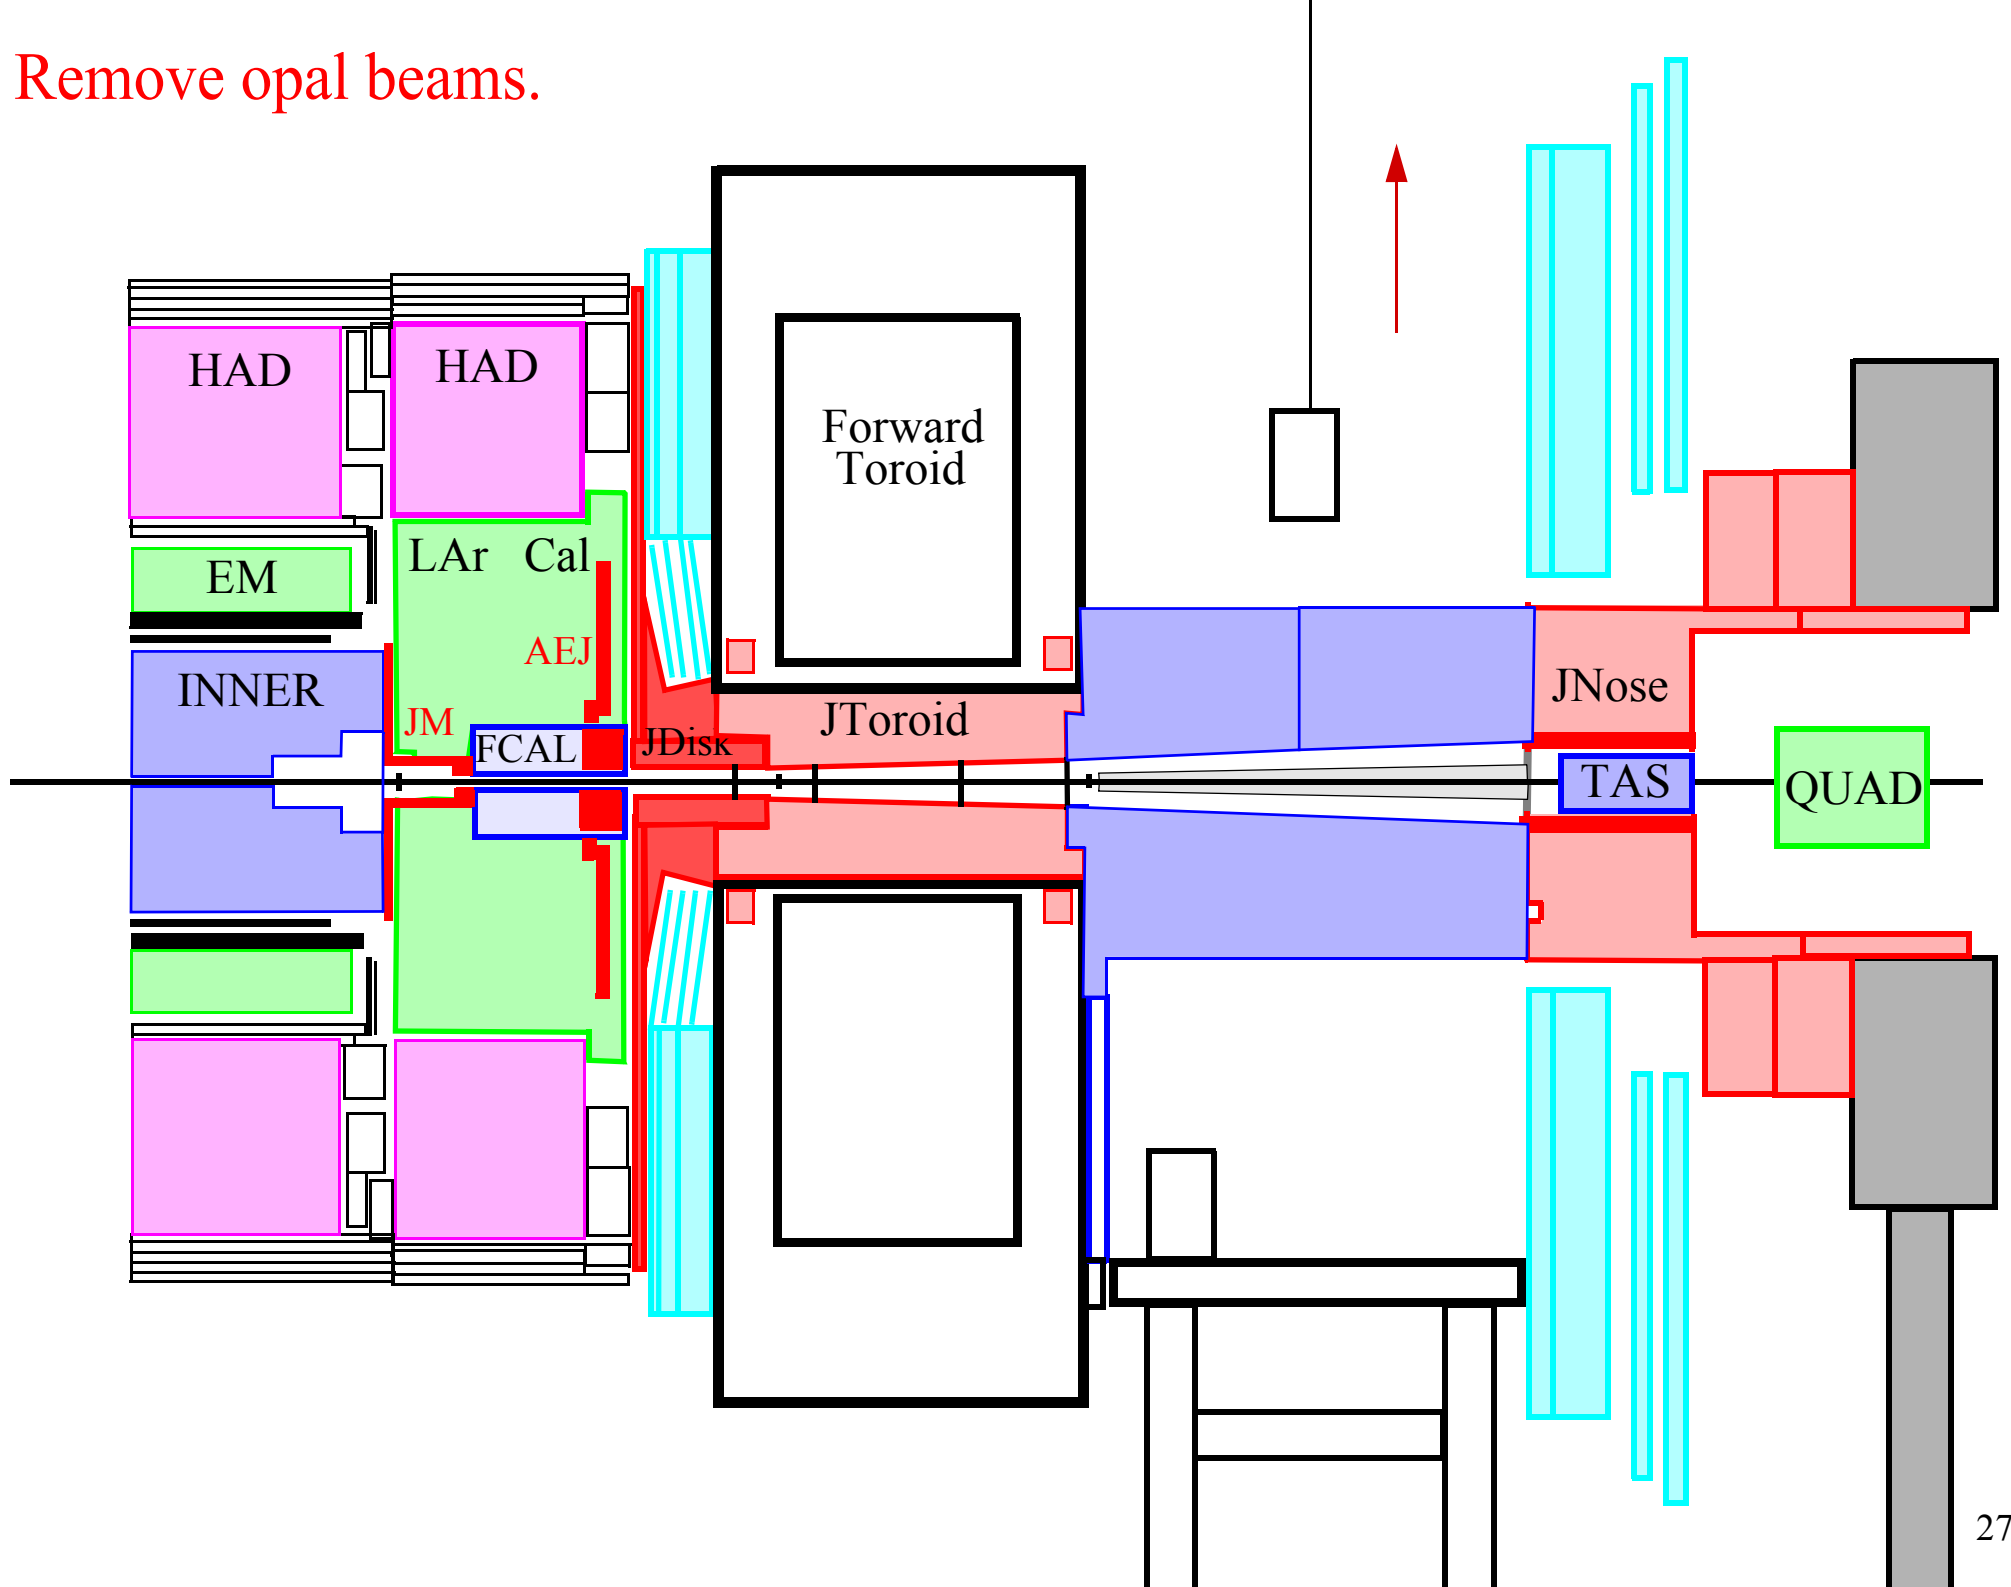 Remove opal beams.
HAD
HAD
Forward
Toroid
LAr Cal
EM
AEJ
INNER
JM
FCAL
JDisk
JToroid
JNose
TAS
QUAD
27